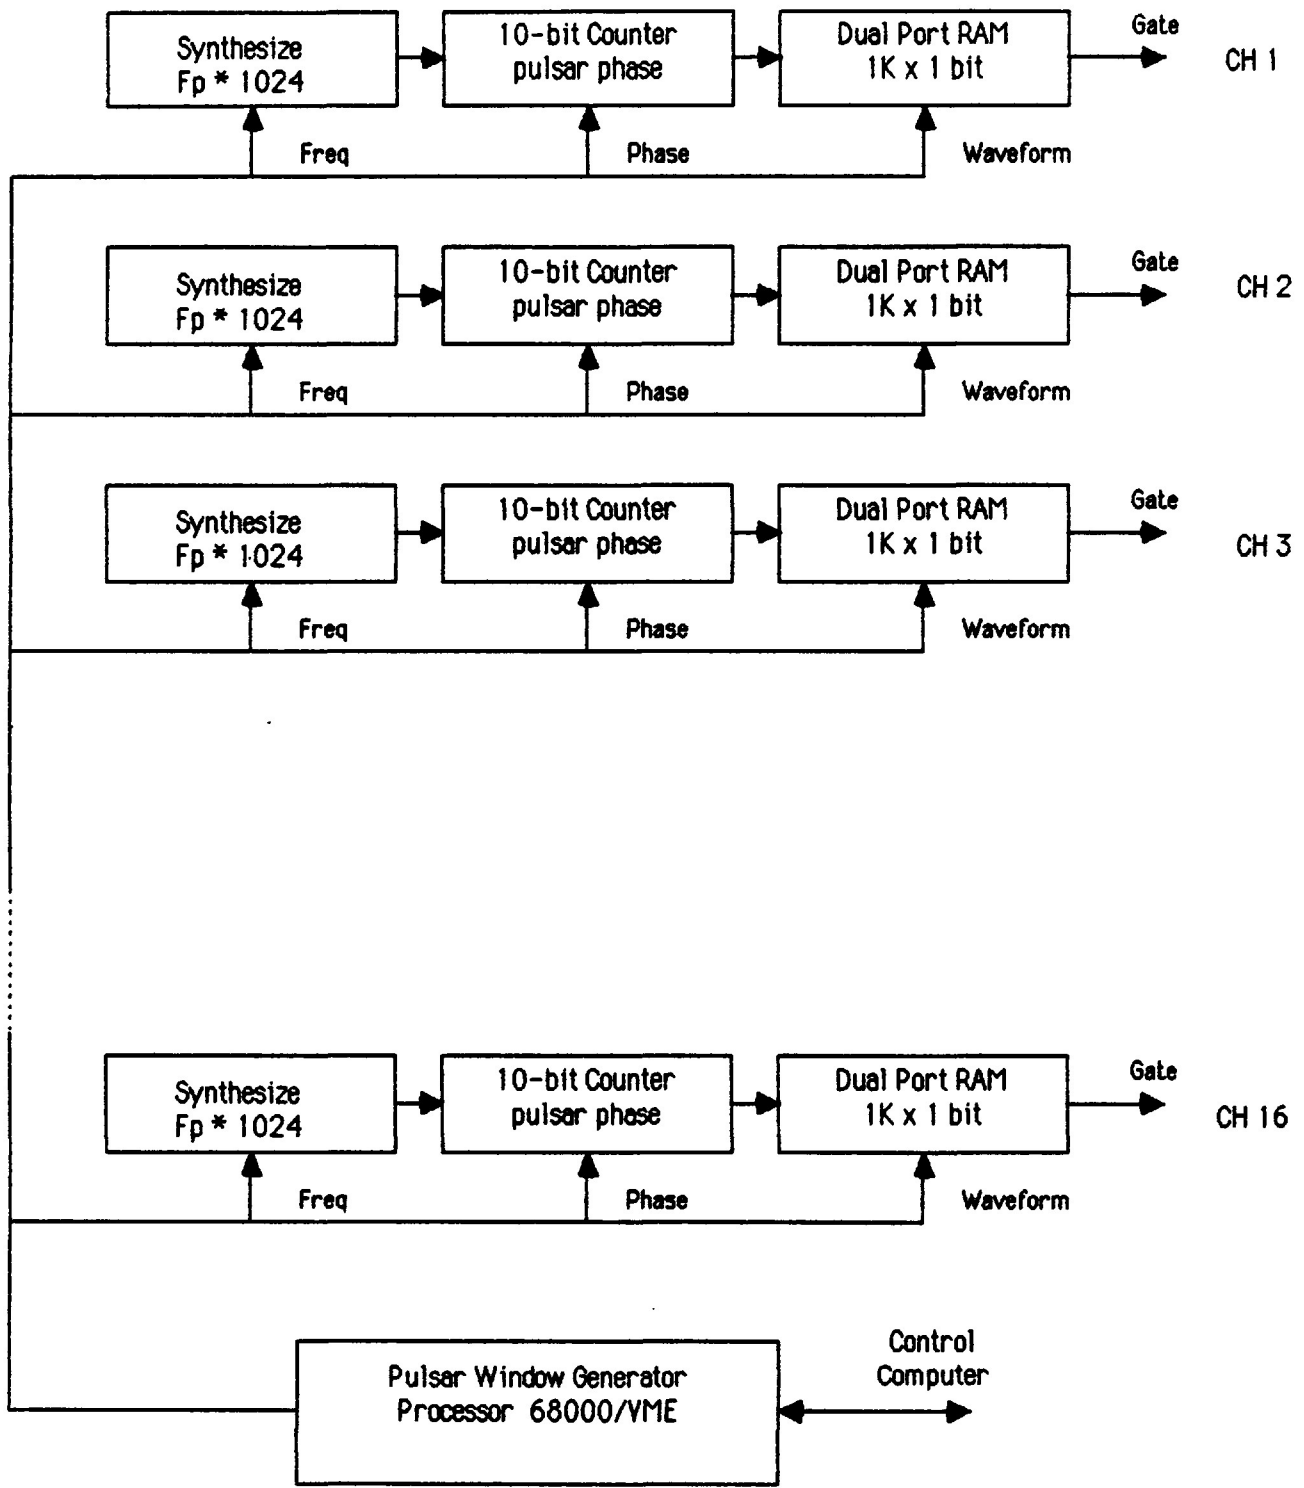 Synthesize
Fp * 1024
10-bit Counter
pulsar phase
Dual Port RAM
1K x 1 bit
Gate
CH 1
Freq
Phase
Waveform
Synthesize
Fp * 1024
10-bit Counter
pulsar phase
Dual Port RAM
1K x 1 bit
Gate
CH 2
Freq
Phase
Waveform
Synthesize
Fp * 1024
10-bit Counter
pulsar phase
Dual Port RAM
1K x 1 bit
Gate
CH 3
Freq
Phase
Waveform
Synthesize
Fp * 1024
10-bit Counter
pulsar phase
Dual Port RAM
1K x 1 bit
Gate
CH 16
Freq
Phase
Waveform
Pulsar Window Generator
Processor 68000/VME
Control
Computer